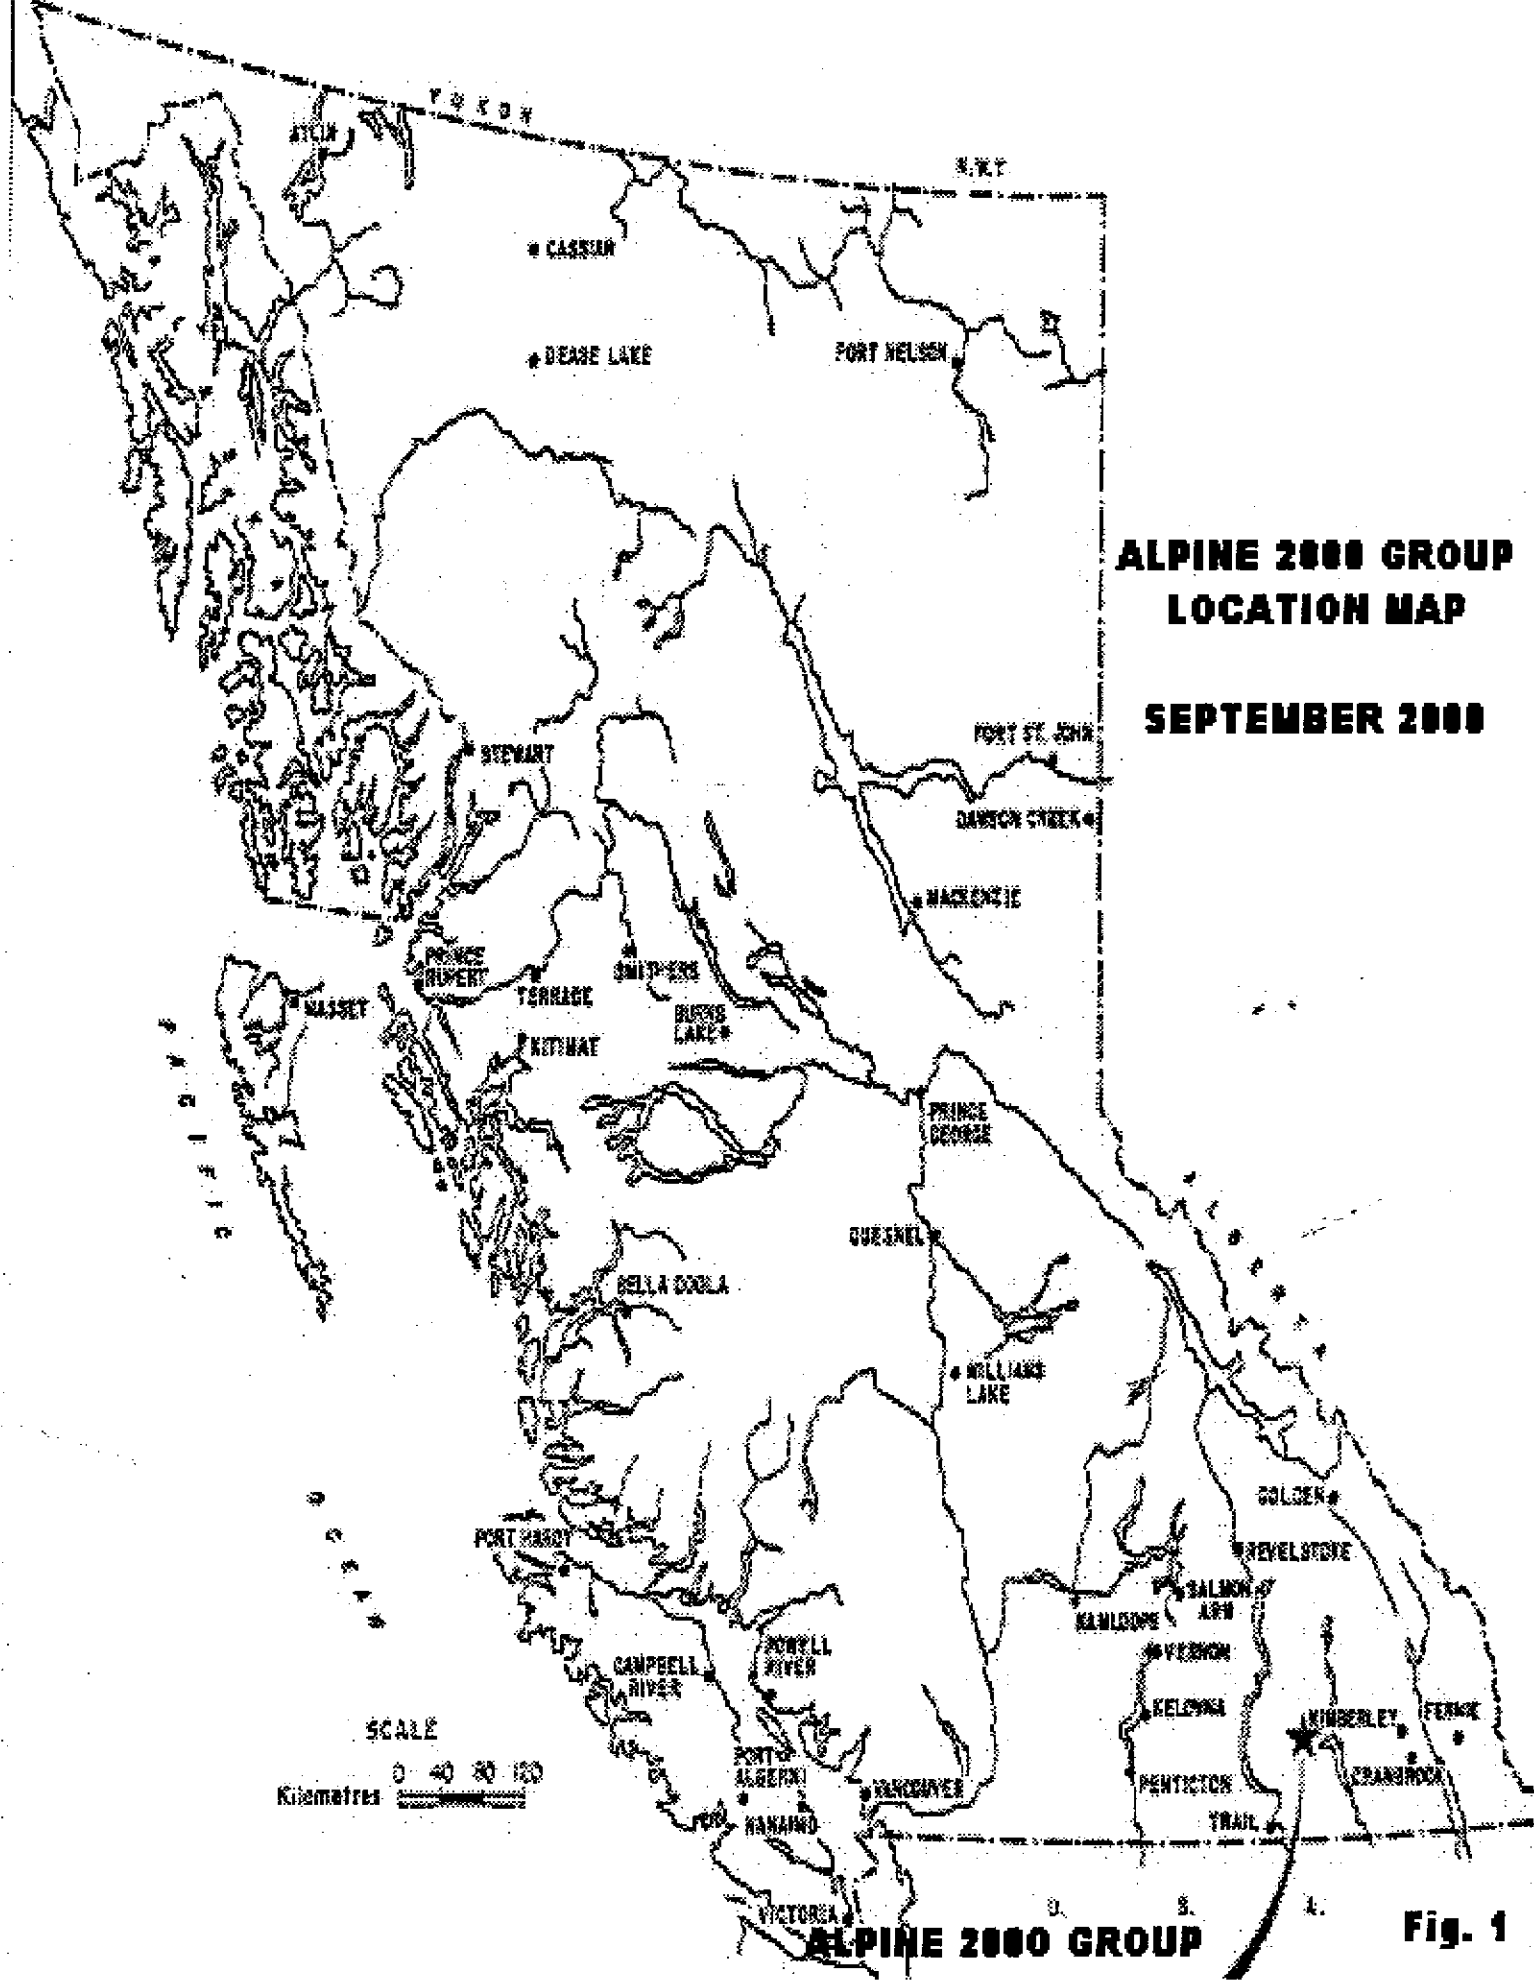 YUKON
N.W.T
ATLIN
CASSIAR
DEASE LAKE
FORT NELSON
ALPINE 2000 GROUP
LOCATION MAP
SEPTEMBER 2000
STEWART
FORT ST. JOHN
DAWSON CREEK
MACKENZIE
PRINCE
RUPERT
TERRACE
SMITHERS
MASSET
BURNS
LAKE
KITIMAT
PACIFIC
PRINCE
GEORGE
QUESNEL
BELLA COOLA
WILLIAMS
LAKE
OCEAN
GOLDEN
PORT HARDY
REVELSTOKE
SALMON
ARM
KAMLOOPS
VERNON
POWELL
RIVER
CAMPBELL
RIVER
KELOWNA
KIMBERLEY
FERNIE
SCALE
0 40 80 120
Kilometres
PORT
ALBERNI
VANCOUVER
PENTICTON
CRANBROOK
NANAIMO
TRAIL
VICTORIA
U. S. A.
ALPINE 2000 GROUP
Fig. 1